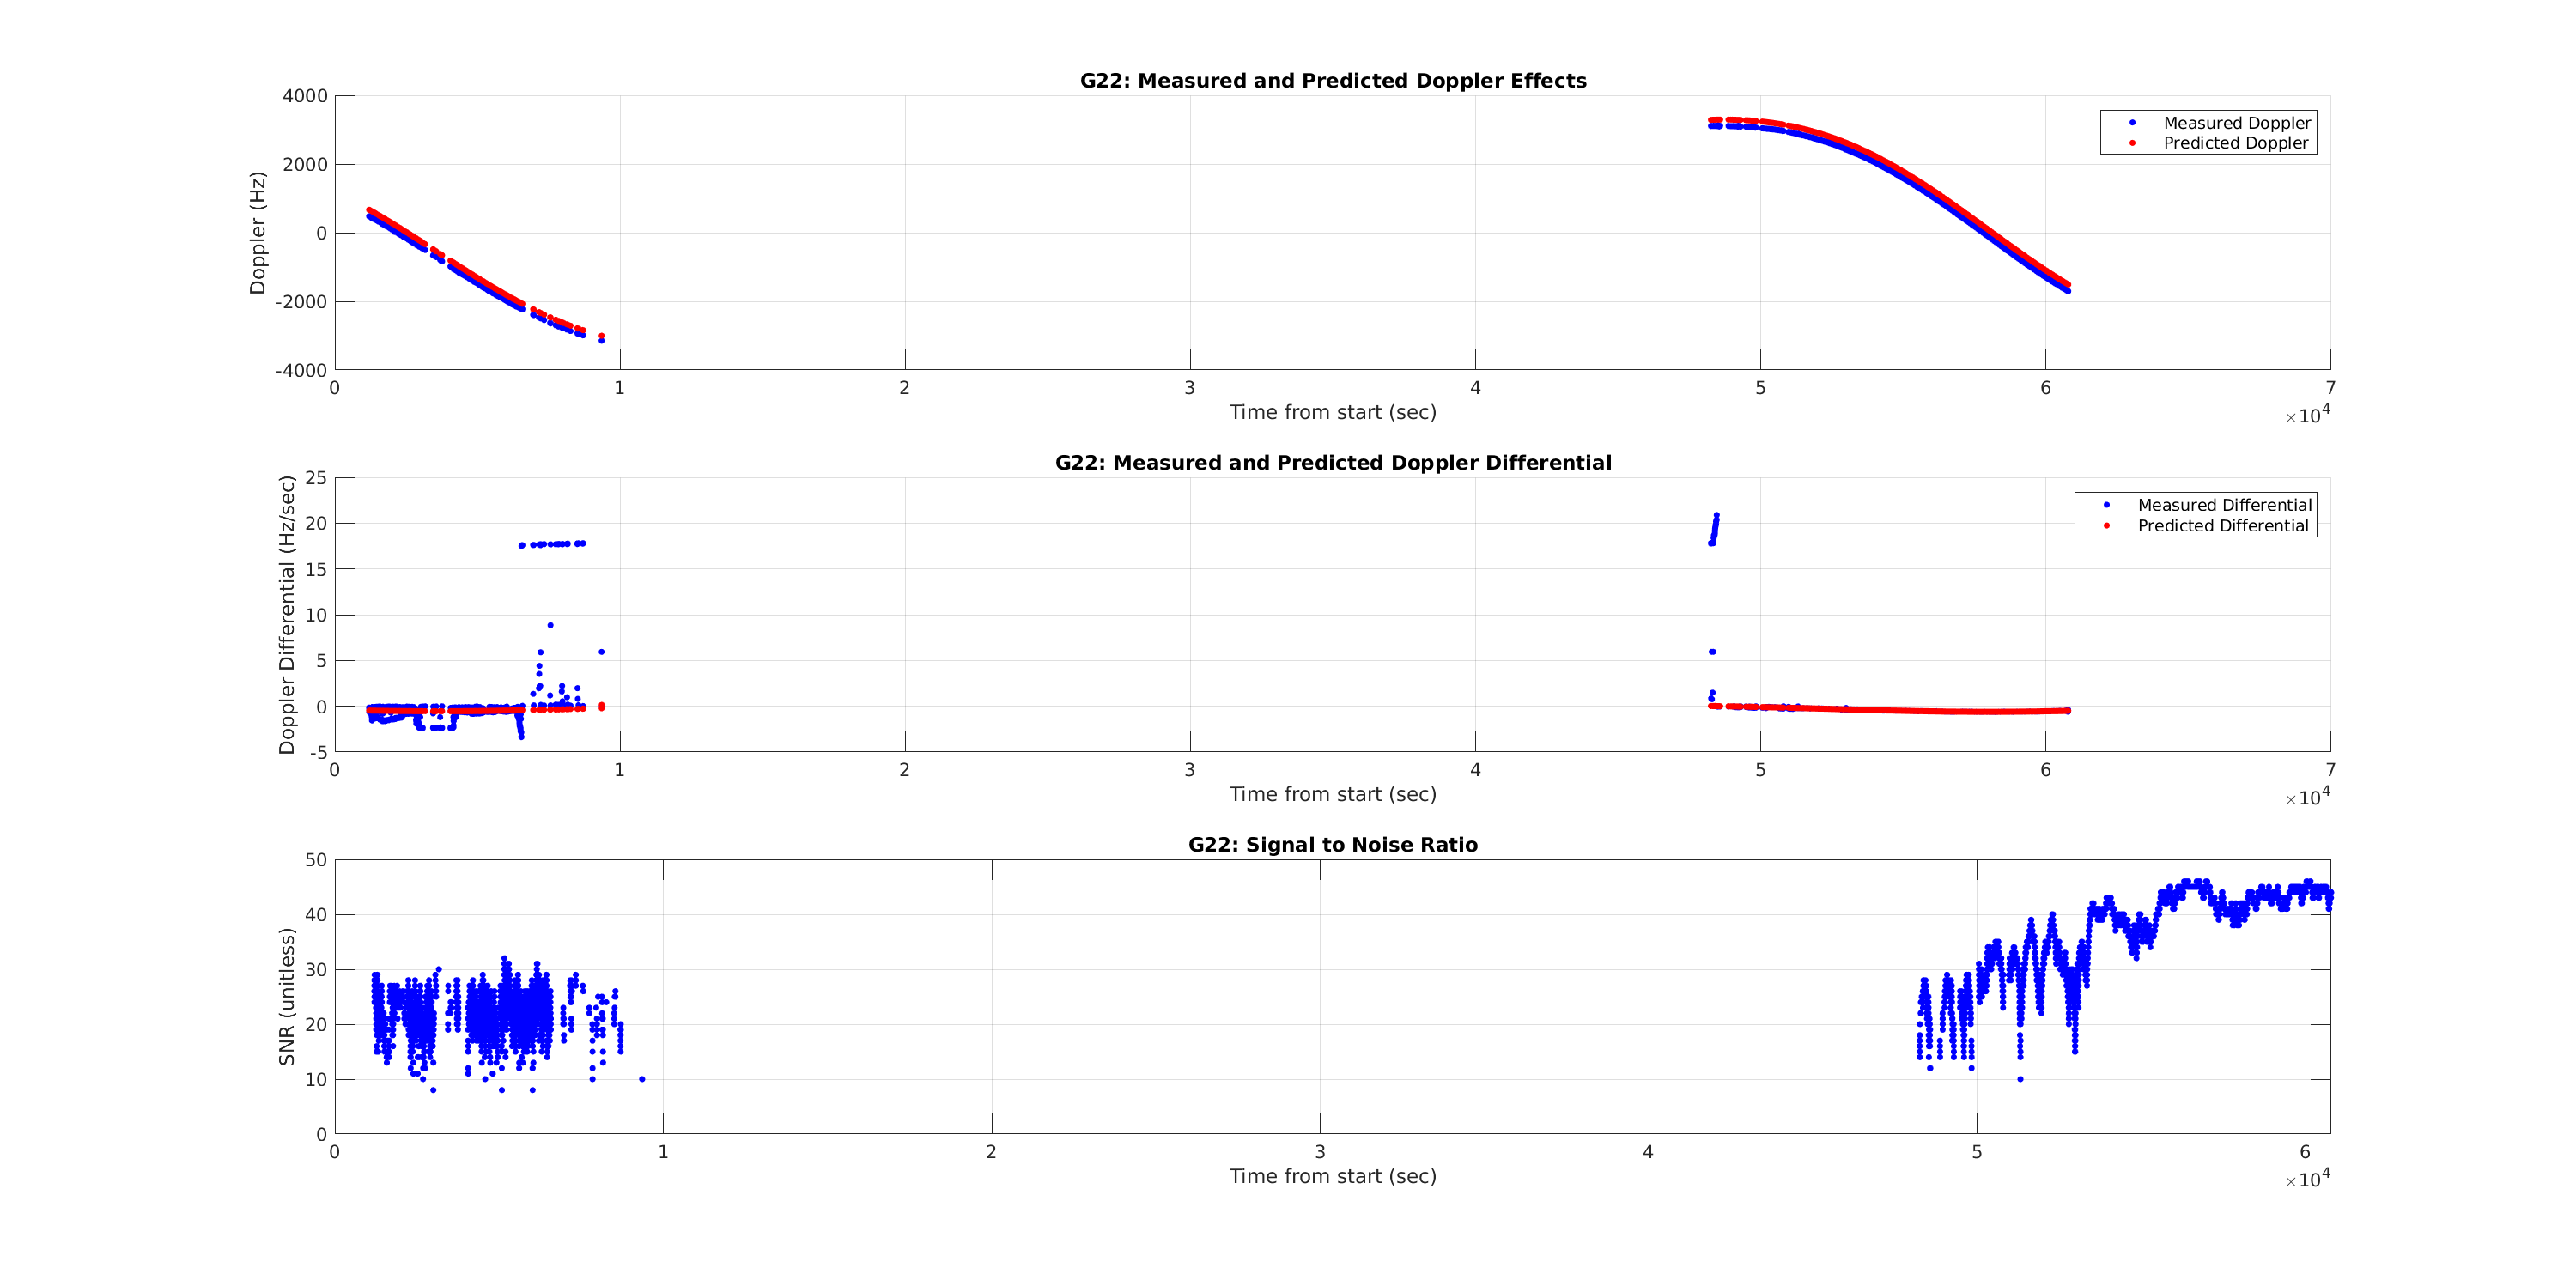 G22: Measured and Predicted Doppler Effects
4000
2000
0
-2000
-4000
Doppler (Hz)
Measured Doppler
Predicted Doppler
0 1 2 3 4 5 6 7
Time from start (sec)
×10^4
G22: Measured and Predicted Doppler Differential
25
20
15
10
5
0
-5
Doppler Differential (Hz/sec)
Measured Differential
Predicted Differential
0 1 2 3 4 5 6 7
Time from start (sec)
×10^4
G22: Signal to Noise Ratio
50
40
30
20
10
0
SNR (unitless)
0 1 2 3 4 5 6
Time from start (sec)
×10^4